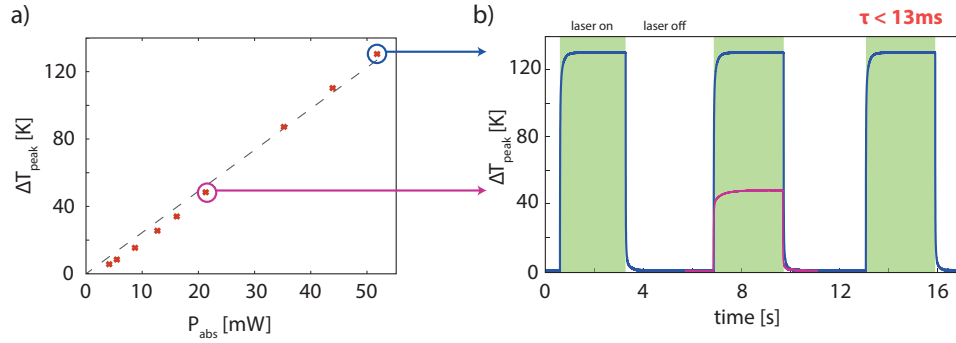 a)
ΔT_peak [K]
120
80
40
0
0 10 20 30 40 50
P_abs [mW]
b)
τ < 13ms
laser on laser off
ΔT_peak [K]
120
80
40
0
0 4 8 12 16
time [s]